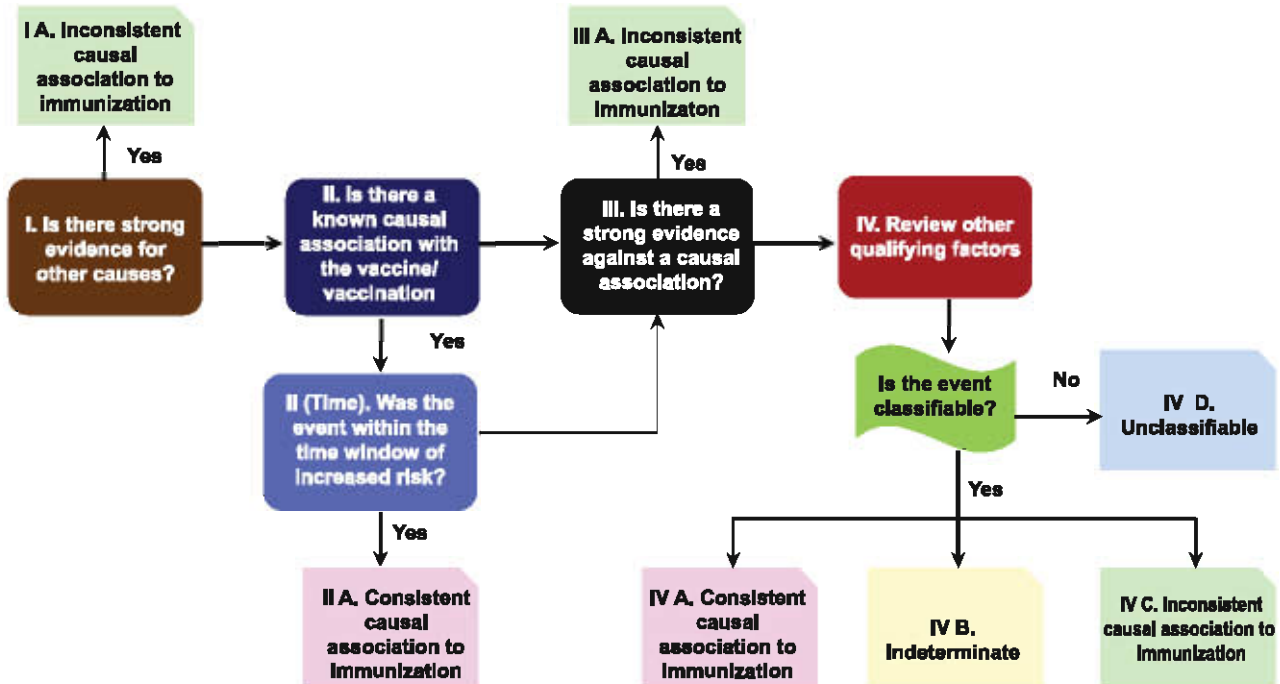 I A. Inconsistent
causal
association to
immunization
III A. Inconsistent
causal
association to
Immunizaton
Yes
Yes
I. Is there strong
evidence for
other causes?
II. Is there a
known causal
association with
the vaccine/
vaccination
III. Is there a
strong evidence
against a causal
association?
IV. Review other
qualifying factors
Yes
II (Time). Was the
event within the
time window of
increased risk?
Is the event
classifiable?
No
IV D.
Unclassifiable
Yes
Yes
II A. Consistent
causal
association to
Immunization
IV A. Consistent
causal
association to
Immunization
IV B.
Indeterminate
IV C. Inconsistent
causal association to
Immunization